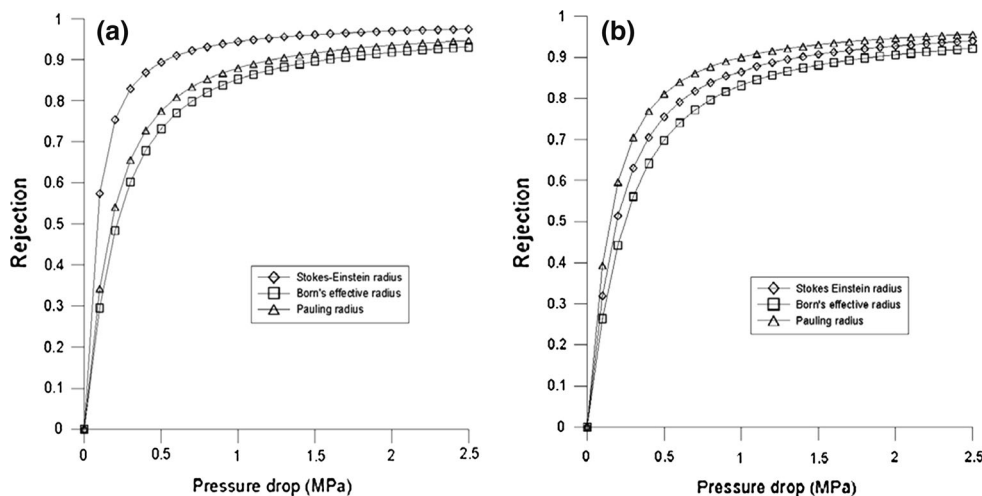 (a)
1
0.9
0.8
0.7
0.6
0.5
0.4
0.3
0.2
0.1
0
Rejection
Stokes-Einstein radius
Born's effective radius
Pauling radius
0 0.5 1 1.5 2 2.5
Pressure drop (MPa)
(b)
1
0.9
0.8
0.7
0.6
0.5
0.4
0.3
0.2
0.1
0
Rejection
Stokes Einstein radius
Born's effective radius
Pauling radius
0 0.5 1 1.5 2 2.5
Pressure drop (MPa)